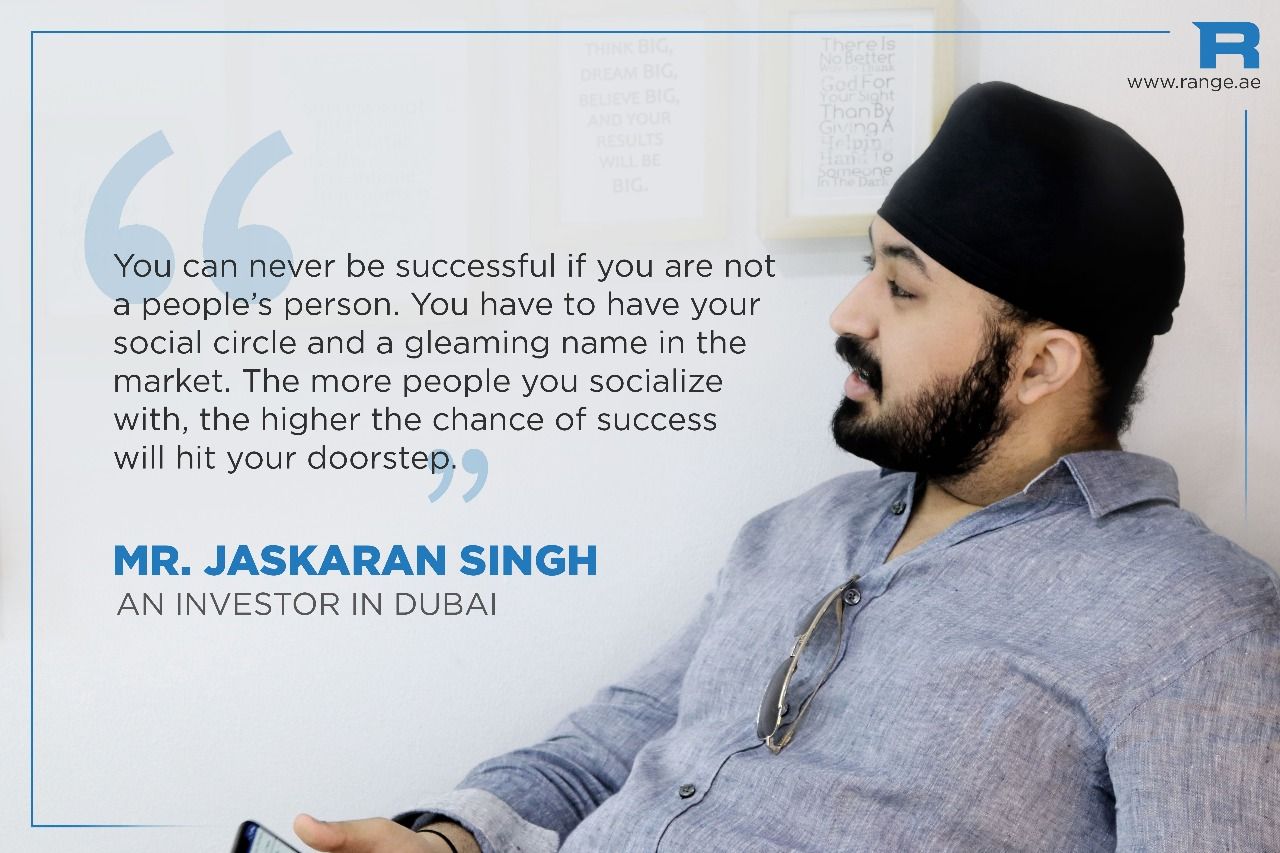 R
www.range.ae
THINK BIG,
DREAM BIG,
BELIEVE BIG,
AND YOUR
RESULTS
WILL BE
BIG.
There Is
No Better
Way To Thank
God For
Your Sight
Than By
Giving A
Helping
Hand To
Someone
In The Dark
You can never be successful if you are not
a people’s person. You have to have your
social circle and a gleaming name in the
market. The more people you socialize
with, the higher the chance of success
will hit your doorstep.
MR. JASKARAN SINGH
AN INVESTOR IN DUBAI